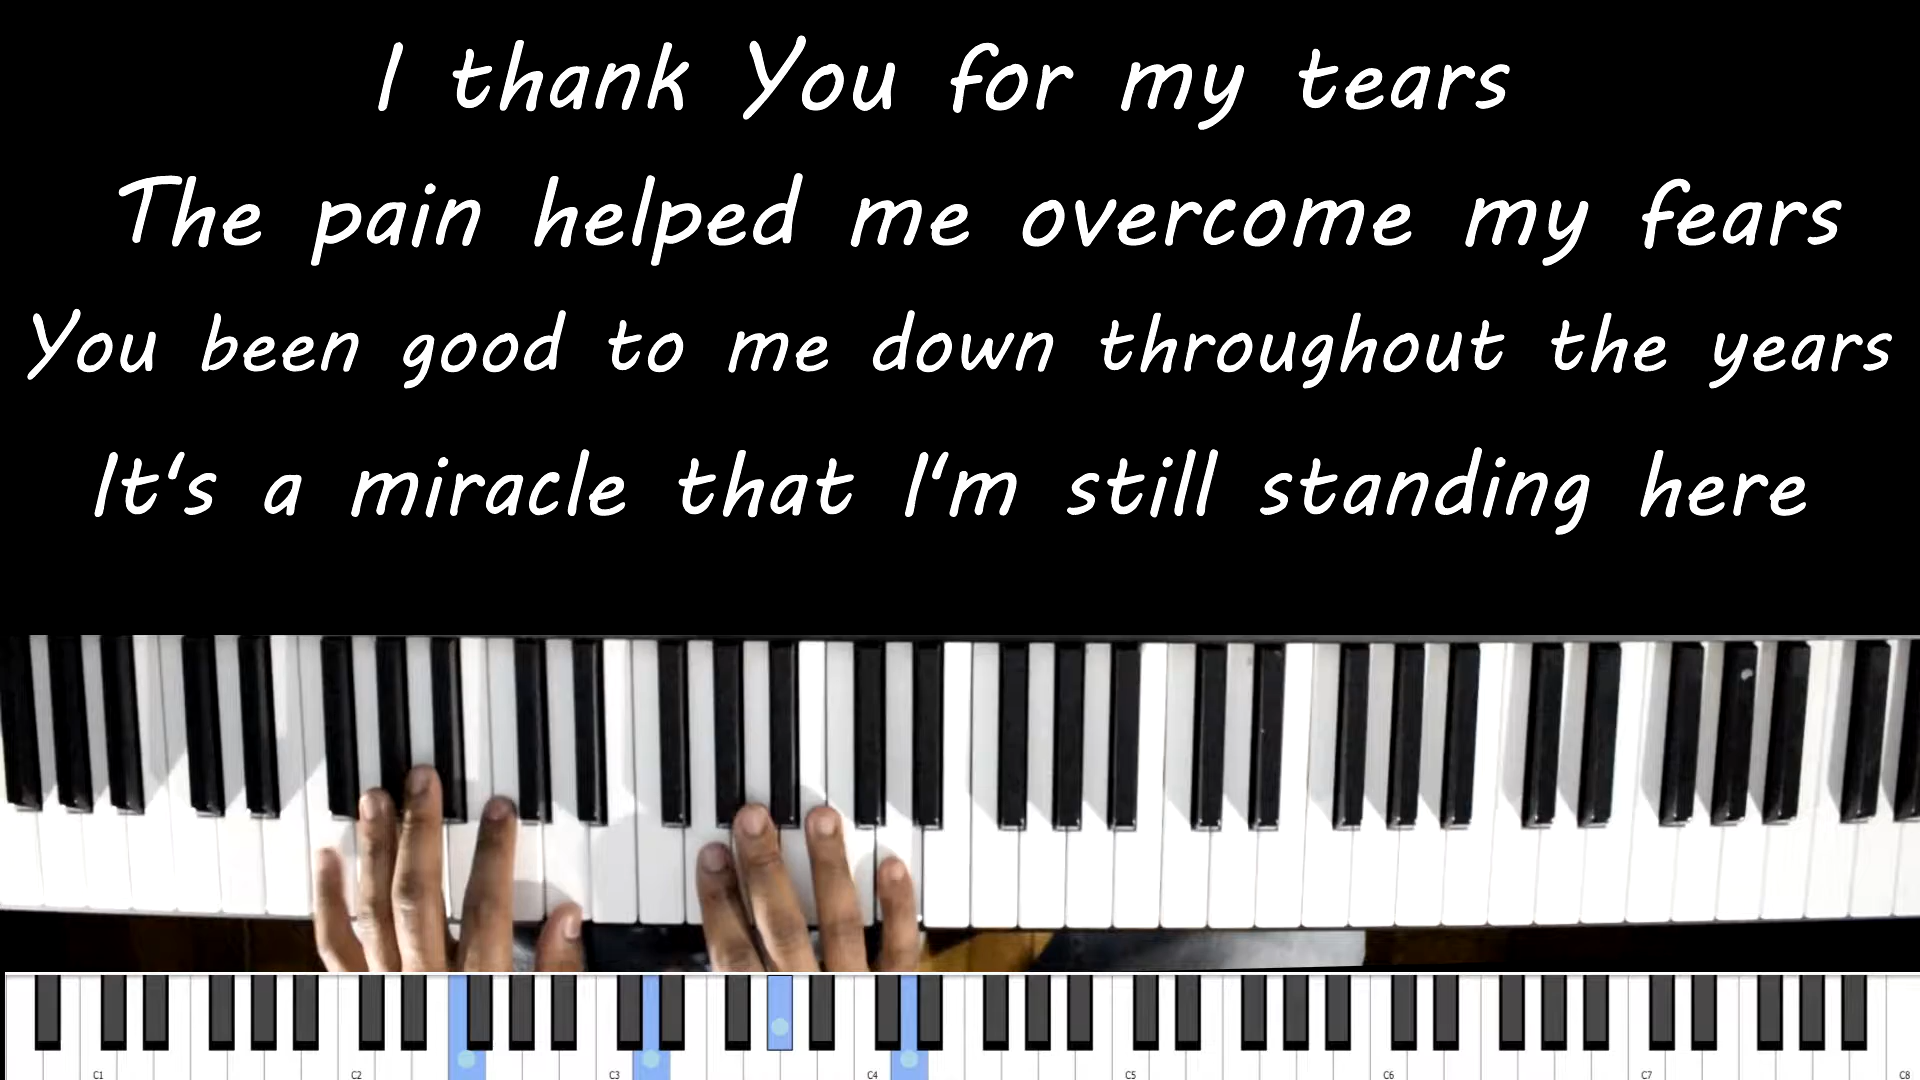 I thank You for my tears
The pain helped me overcome my fears
You been good to me down throughout the years
It's a miracle that I'm still standing here
C1 C2 C3 C4 C5 C6 C7 C8